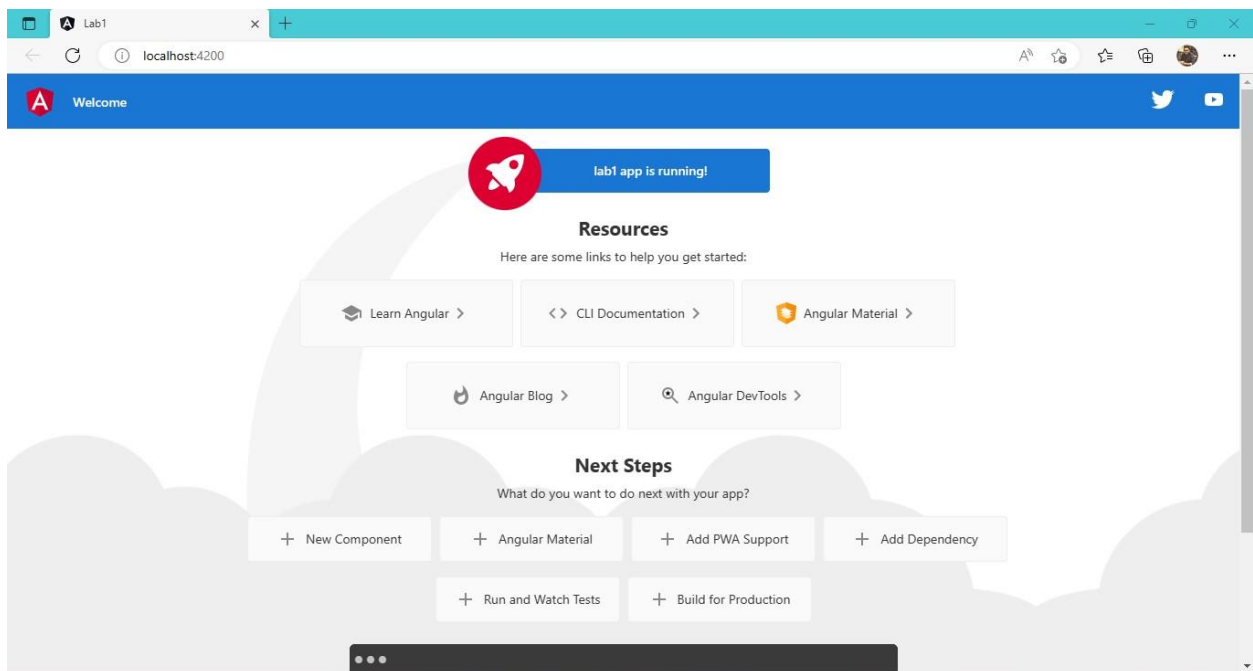 Lab1
localhost:4200
Welcome
lab1 app is running!
Resources
Here are some links to help you get started:
Learn Angular
CLI Documentation
Angular Material
Angular Blog
Angular DevTools
Next Steps
What do you want to do next with your app?
New Component
Angular Material
Add PWA Support
Add Dependency
Run and Watch Tests
Build for Production